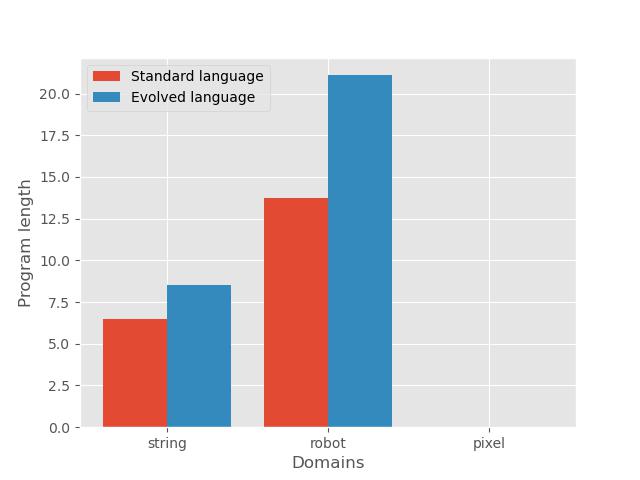 Standard language
Evolved language
20.0
17.5
15.0
12.5
10.0
7.5
5.0
2.5
0.0
Program length
string robot pixel
Domains